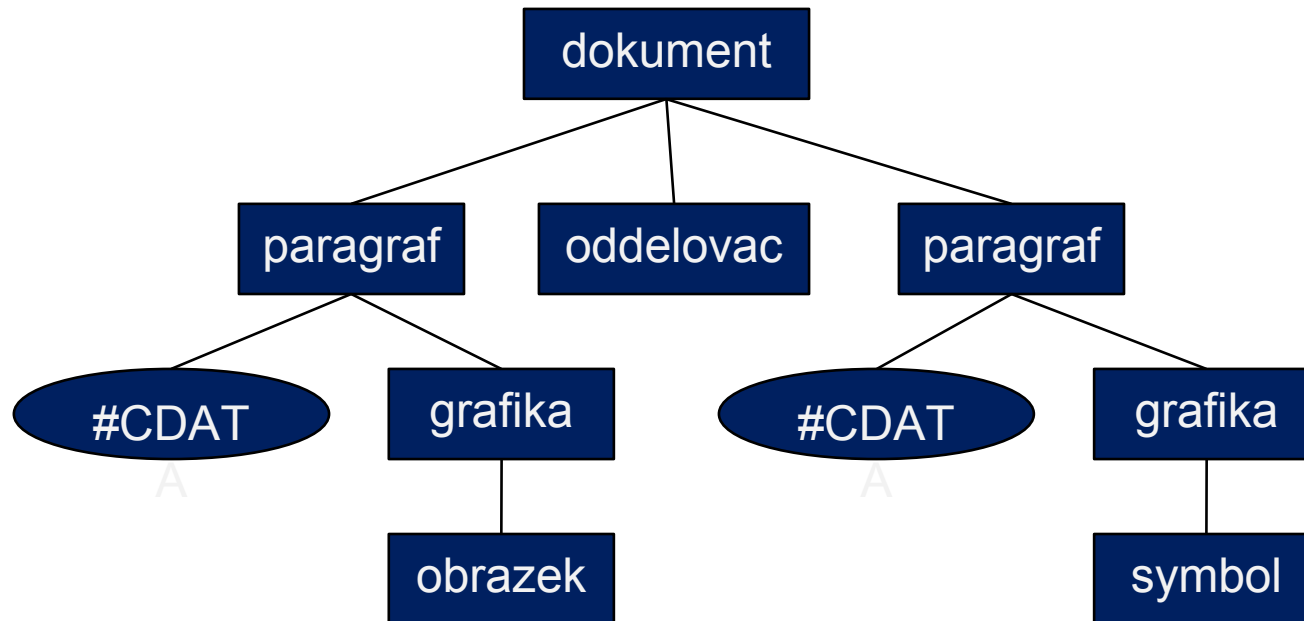 dokument
paragraf
oddelovac
paragraf
#CDAT
A
grafika
#CDAT
A
grafika
obrazek
symbol